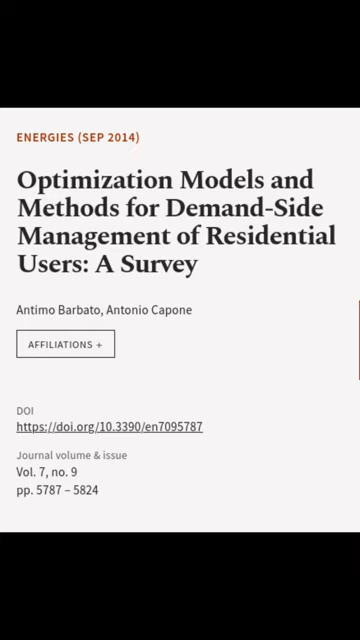 ENERGIES (SEP 2014)
Optimization Models and
Methods for Demand-Side
Management of Residential
Users: A Survey
Antimo Barbato, Antonio Capone
AFFILIATIONS +
DOI
https://doi.org/10.3390/en7095787
Journal volume & issue
Vol. 7, no. 9
pp. 5787 – 5824